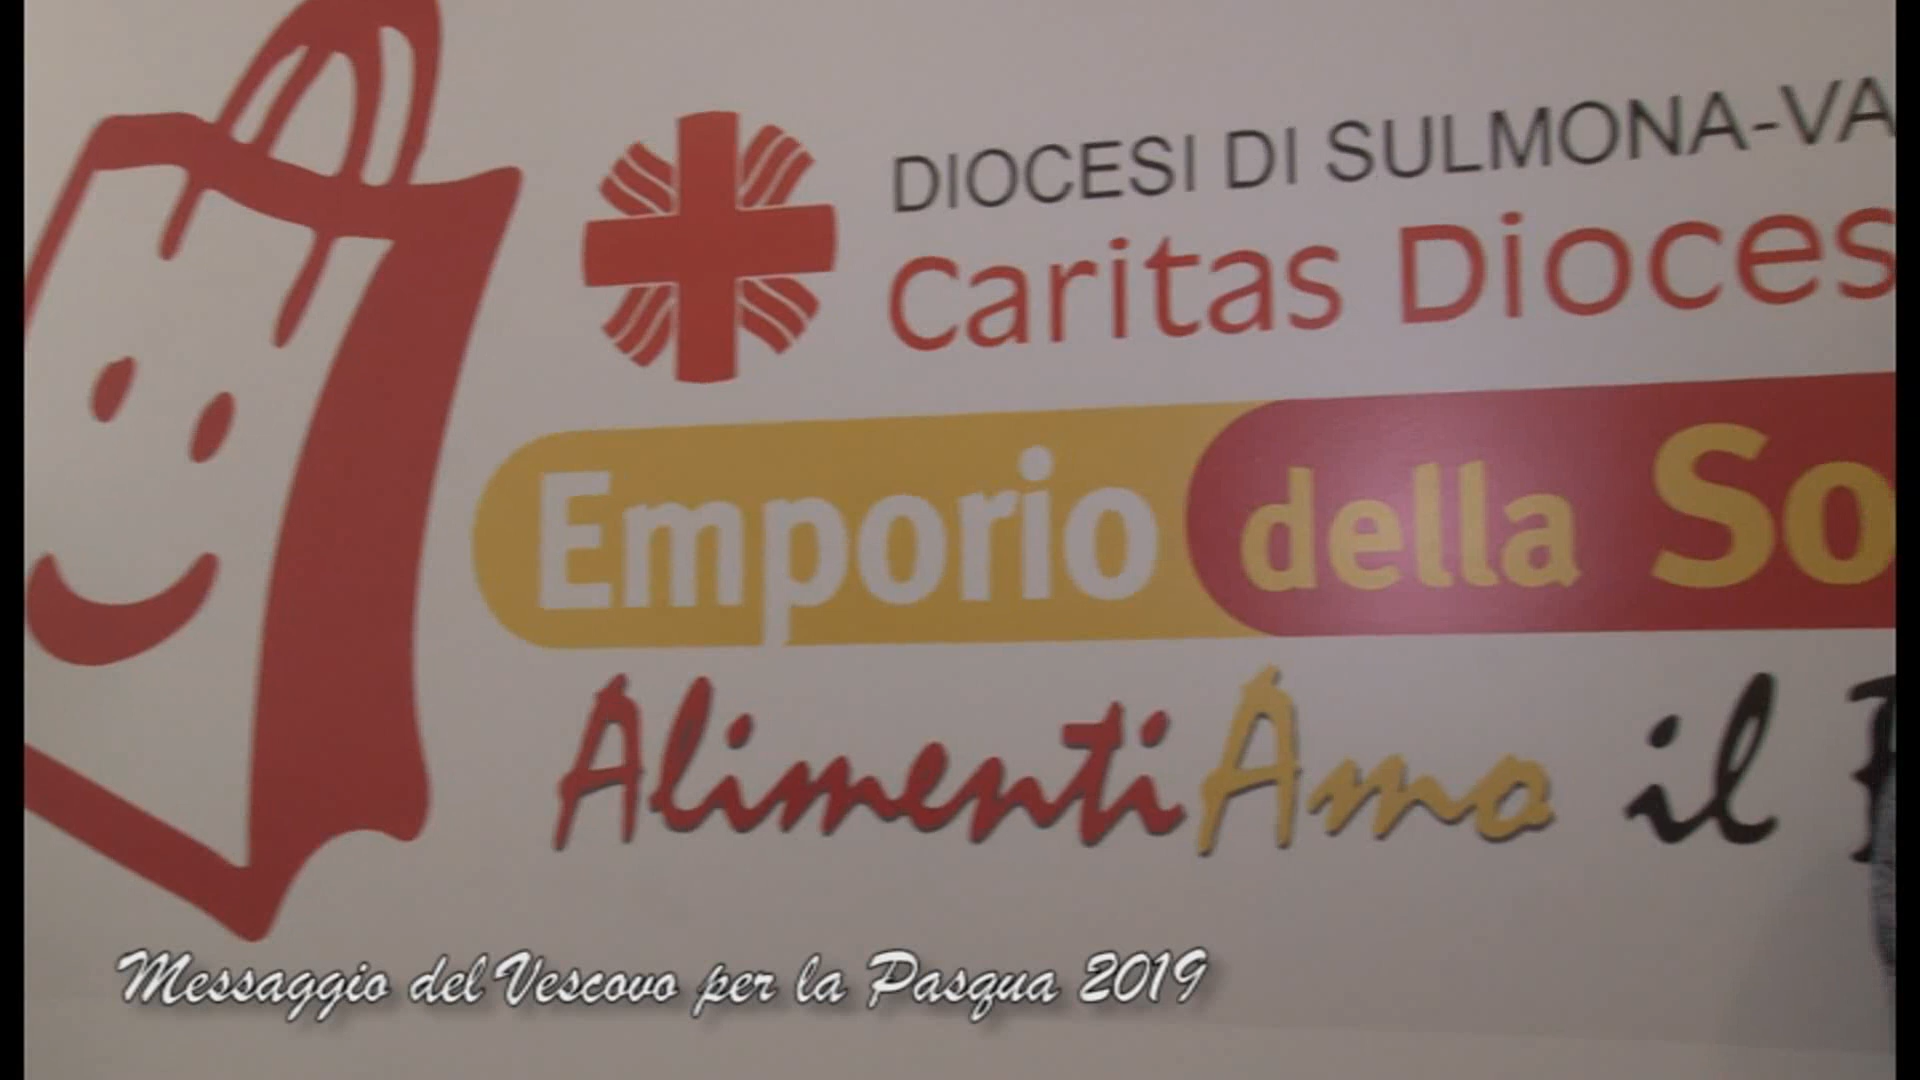 DIOCESI DI SULMONA-VA
Caritas Dioces
Emporio della So
AlimentiAmo il
Messaggio del Vescovo per la Pasqua 2019